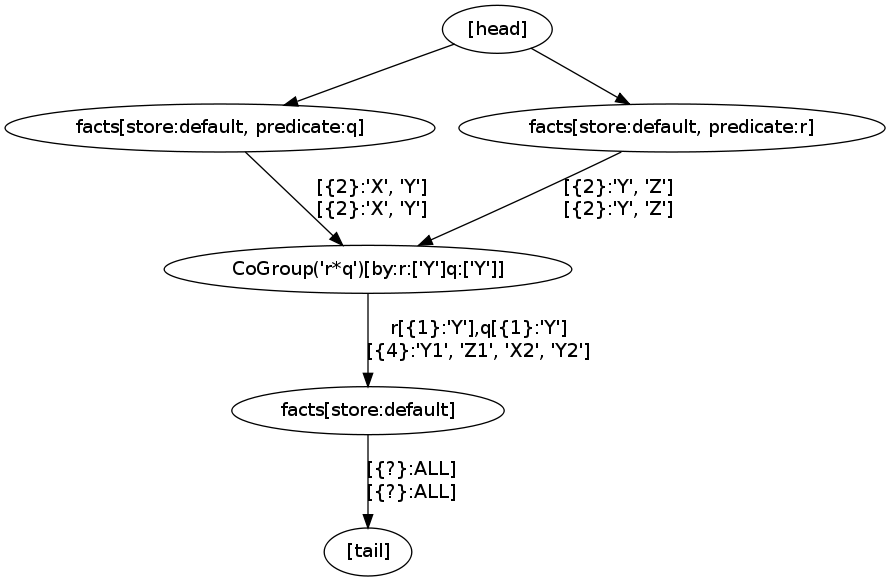 [head]
facts[store:default, predicate:q]
facts[store:default, predicate:r]
[{2}:'X', 'Y']
[{2}:'X', 'Y']
[{2}:'Y', 'Z']
[{2}:'Y', 'Z']
CoGroup('r*q')[by:r:['Y']q:['Y']]
r[{1}:'Y'],q[{1}:'Y']
[{4}:'Y1', 'Z1', 'X2', 'Y2']
facts[store:default]
[{?}:ALL]
[{?}:ALL]
[tail]